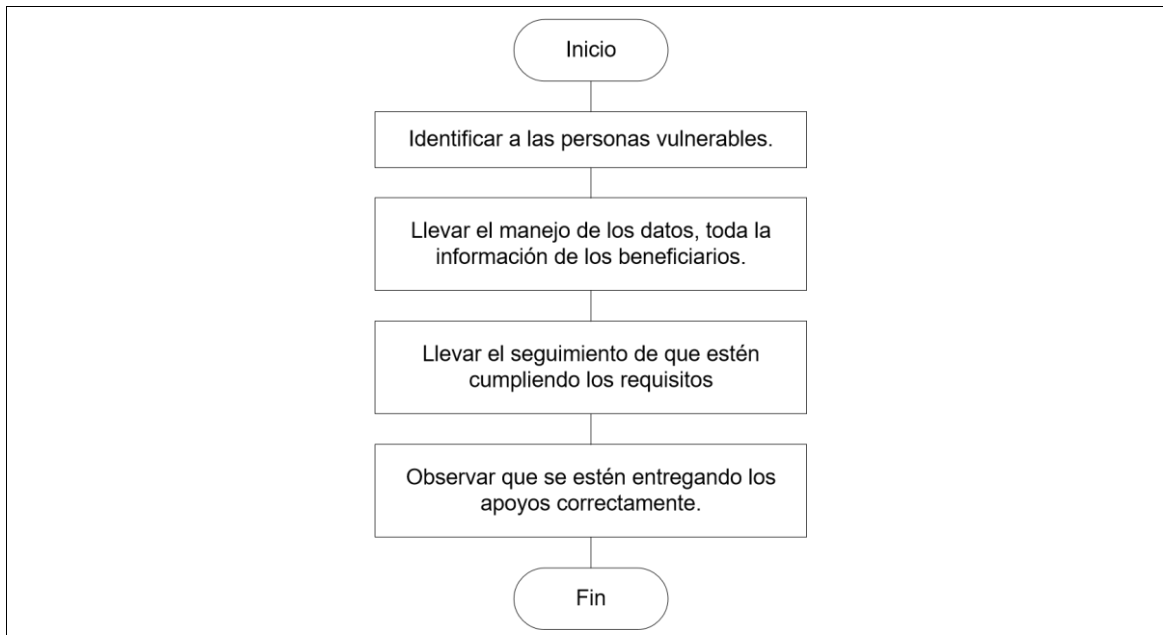 Inicio
Identificar a las personas vulnerables.
Llevar el manejo de los datos, toda la
información de los beneficiarios.
Llevar el seguimiento de que estén
cumpliendo los requisitos
Observar que se estén entregando los
apoyos correctamente.
Fin